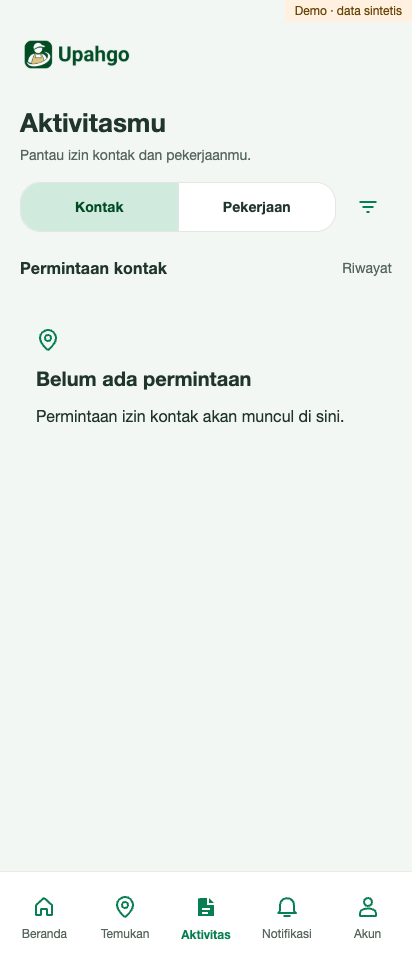 Demo · data sintetis
Upahgo
Aktivitasmu
Pantau izin kontak dan pekerjaanmu.
Kontak
Pekerjaan
Permintaan kontak
Riwayat
Belum ada permintaan
Permintaan izin kontak akan muncul di sini.
Beranda
Temukan
Aktivitas
Notifikasi
Akun